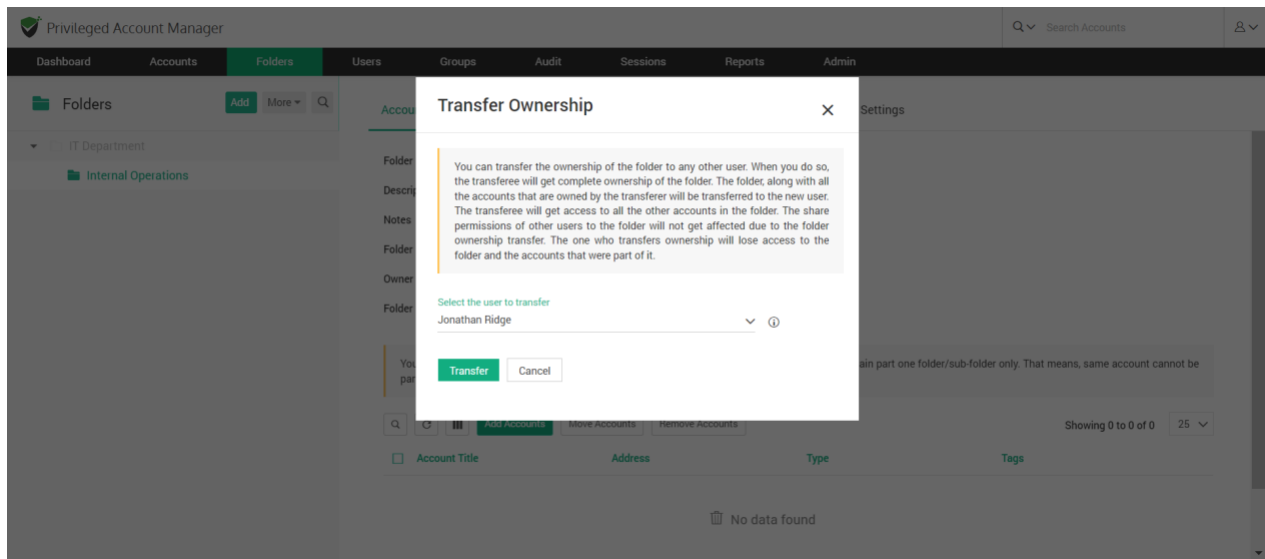 Privileged Account Manager
Search Accounts
Dashboard Accounts Folders Users Groups Audit Sessions Reports Admin
Folders
Add More
IT Department
Internal Operations
Accou
Settings
Folder
Descrip
Notes
Folder
Owner
Folder
Transfer Ownership
You can transfer the ownership of the folder to any other user. When you do so,
the transferee will get complete ownership of the folder. The folder, along with all
the accounts that are owned by the transferer will be transferred to the new user.
The transferee will get access to all the other accounts in the folder. The share
permissions of other users to the folder will not get affected due to the folder
ownership transfer. The one who transfers ownership will lose access to the
folder and the accounts that were part of it.
Select the user to transfer
Jonathan Ridge
Transfer Cancel
You
ain part one folder/sub-folder only. That means, same account cannot be
par
Add Accounts Move Accounts Remove Accounts
Showing 0 to 0 of 0 25
Account Title Address Type Tags
No data found